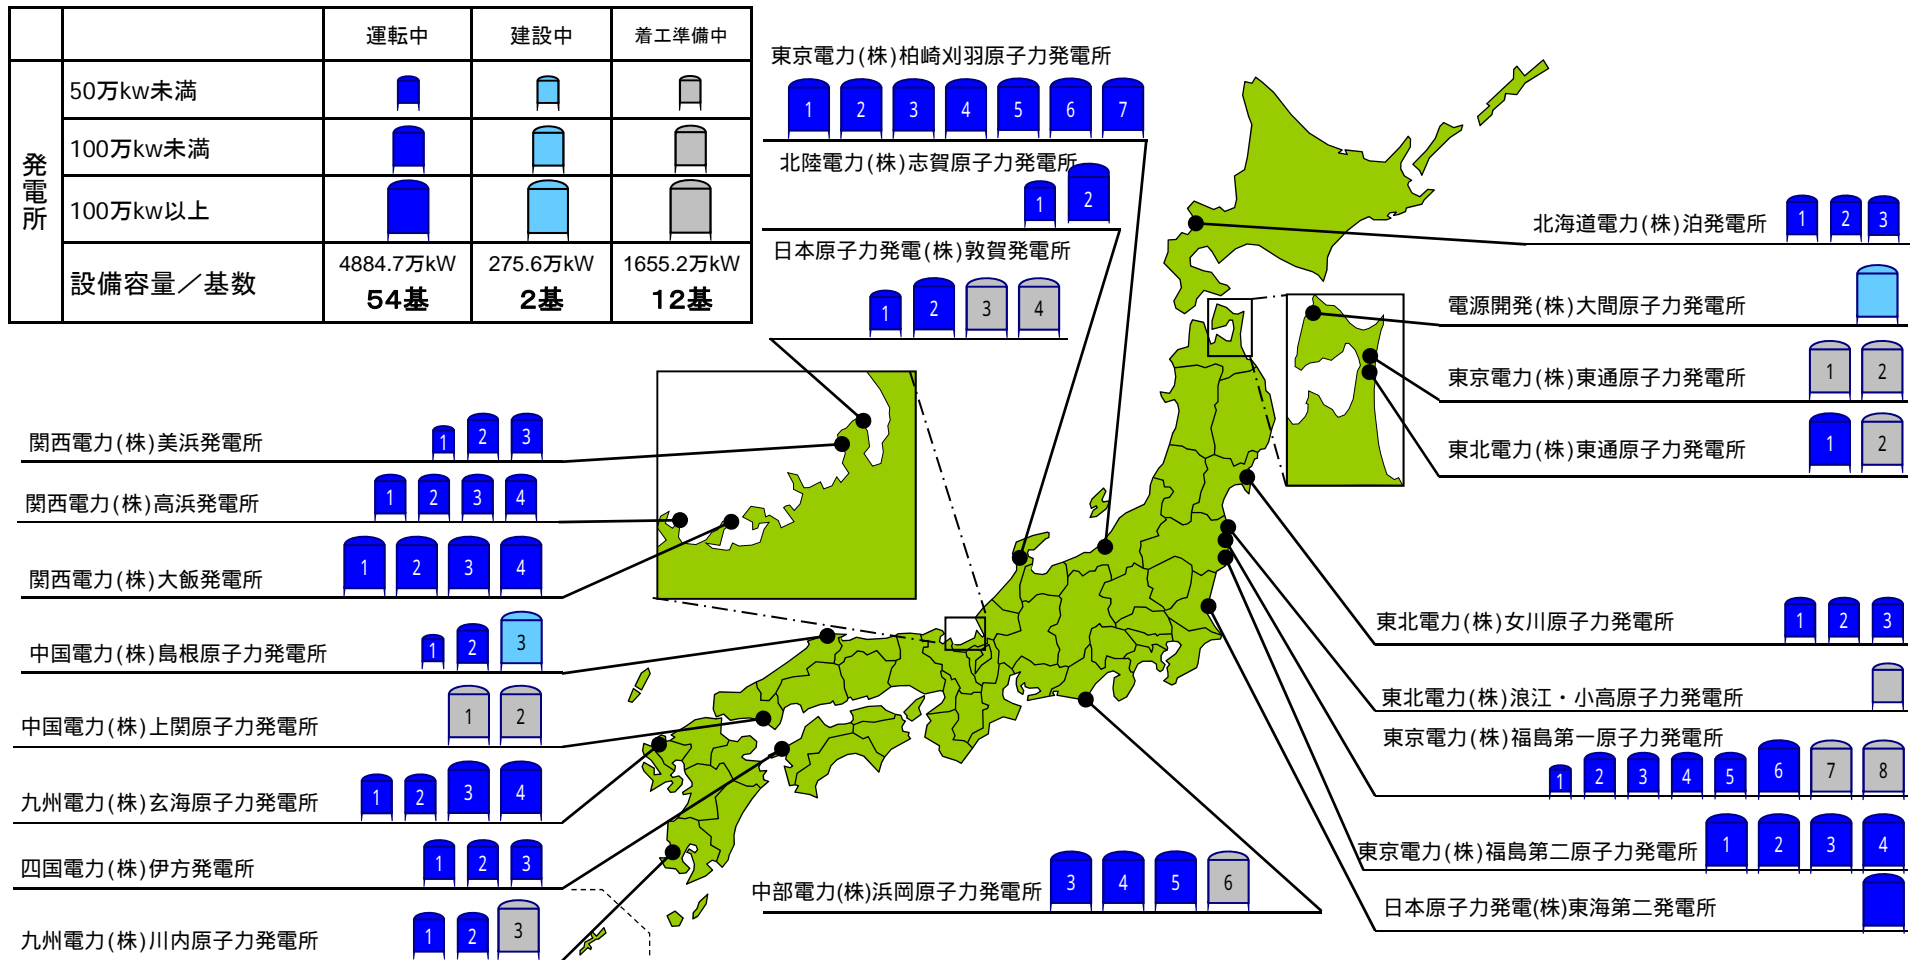 運転中 建設中 着工準備中
発電所
50万kw未満
100万kw未満
100万kw以上
設備容量／基数 4884.7万kW 275.6万kW 1655.2万kW
54基 2基 12基
東京電力(株)柏崎刈羽原子力発電所
1 2 3 4 5 6 7
北陸電力(株)志賀原子力発電所
1 2
日本原子力発電(株)敦賀発電所
1 2 3 4
関西電力(株)美浜発電所 1 2 3
関西電力(株)高浜発電所 1 2 3 4
関西電力(株)大飯発電所 1 2 3 4
中国電力(株)島根原子力発電所 1 2 3
中国電力(株)上関原子力発電所 1 2
九州電力(株)玄海原子力発電所 1 2 3 4
四国電力(株)伊方発電所 1 2 3
九州電力(株)川内原子力発電所 1 2 3
中部電力(株)浜岡原子力発電所 3 4 5 6
北海道電力(株)泊発電所 1 2 3
電源開発(株)大間原子力発電所
東京電力(株)東通原子力発電所 1 2
東北電力(株)東通原子力発電所 1 2
東北電力(株)女川原子力発電所 1 2 3
東北電力(株)浪江・小高原子力発電所
東京電力(株)福島第一原子力発電所
1 2 3 4 5 6 7 8
東京電力(株)福島第二原子力発電所 1 2 3 4
日本原子力発電(株)東海第二発電所